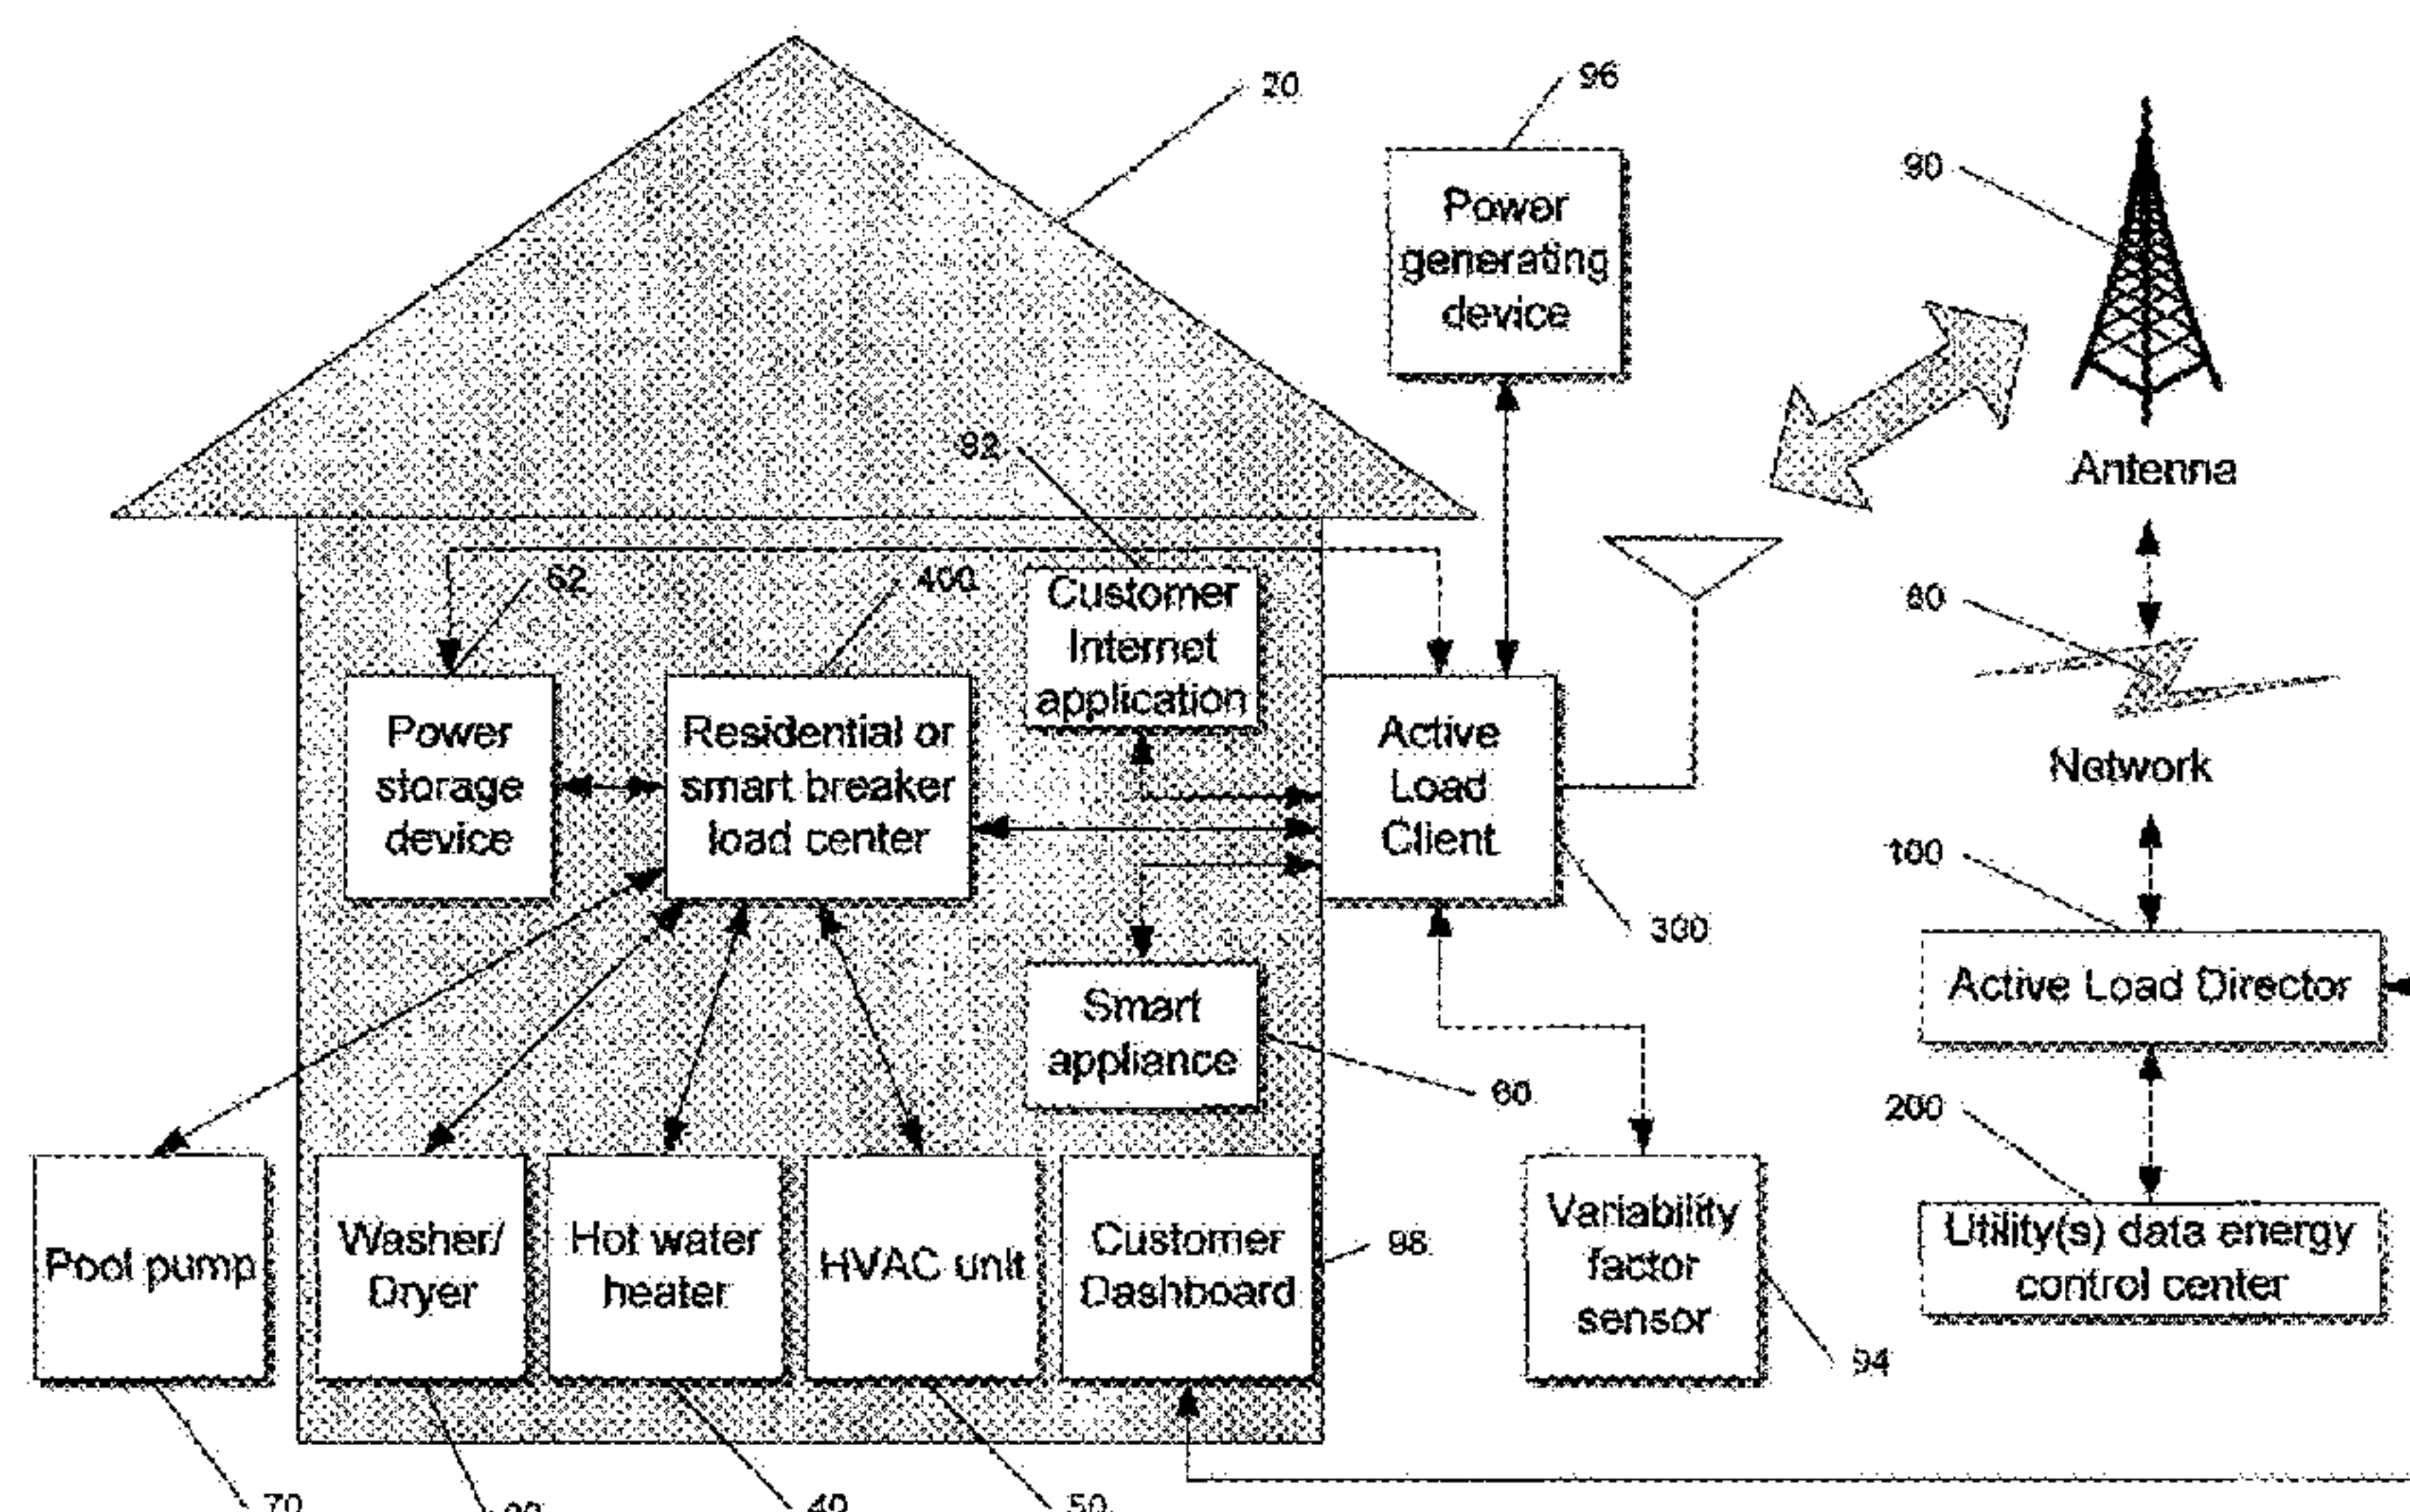 20
96
Power
generating
device
90
Antenna
92
Customer
Internet
application
62
400
Power
storage
device
Residential or
smart breaker
load center
Active
Load
Client
300
80
Network
100
Active Load Director
Smart
appliance
60
200
Utility(s) data energy
control center
Pool pump
Washer/
Dryer
Hot water
heater
HVAC unit
Customer
Dashboard
98
Variability
factor
sensor
94
70
40
50